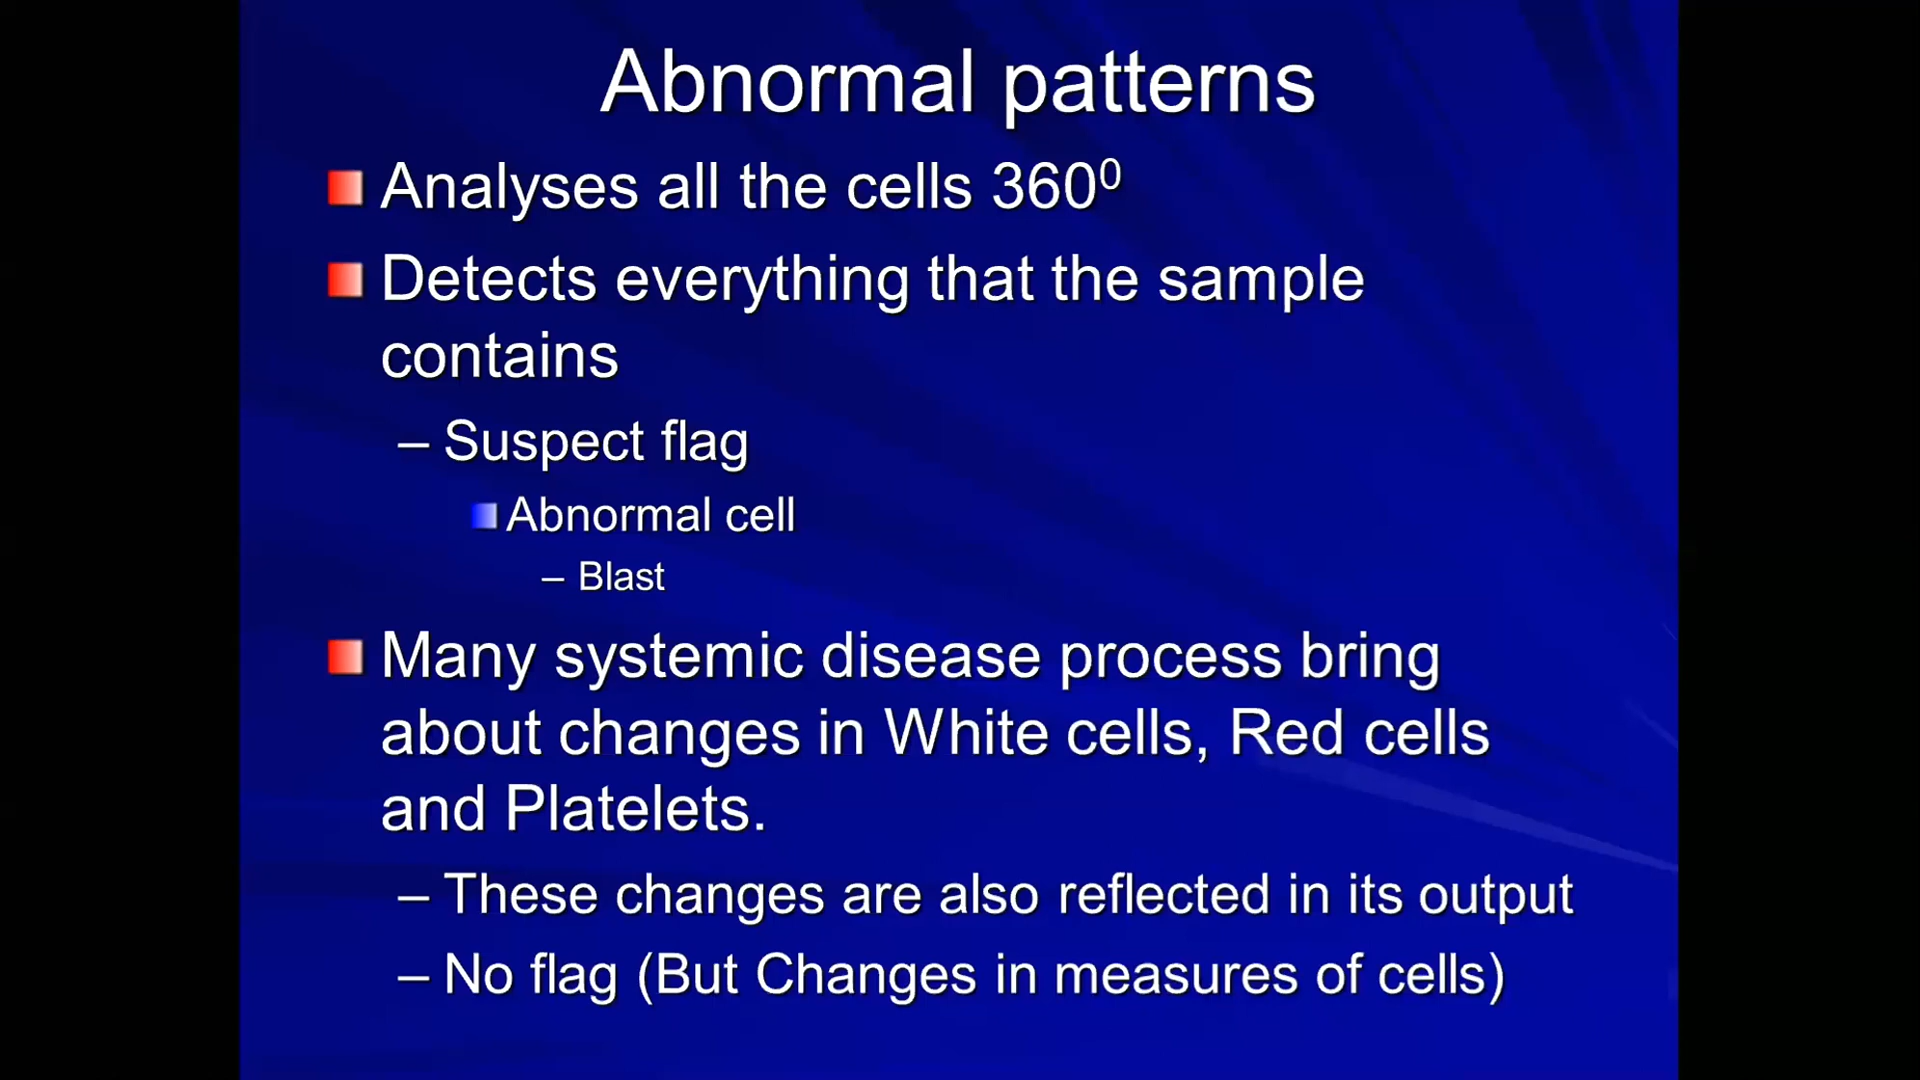 Abnormal patterns
Analyses all the cells 360⁰
Detects everything that the sample
contains
– Suspect flag
Abnormal cell
– Blast
Many systemic disease process bring
about changes in White cells, Red cells
and Platelets.
– These changes are also reflected in its output
– No flag (But Changes in measures of cells)